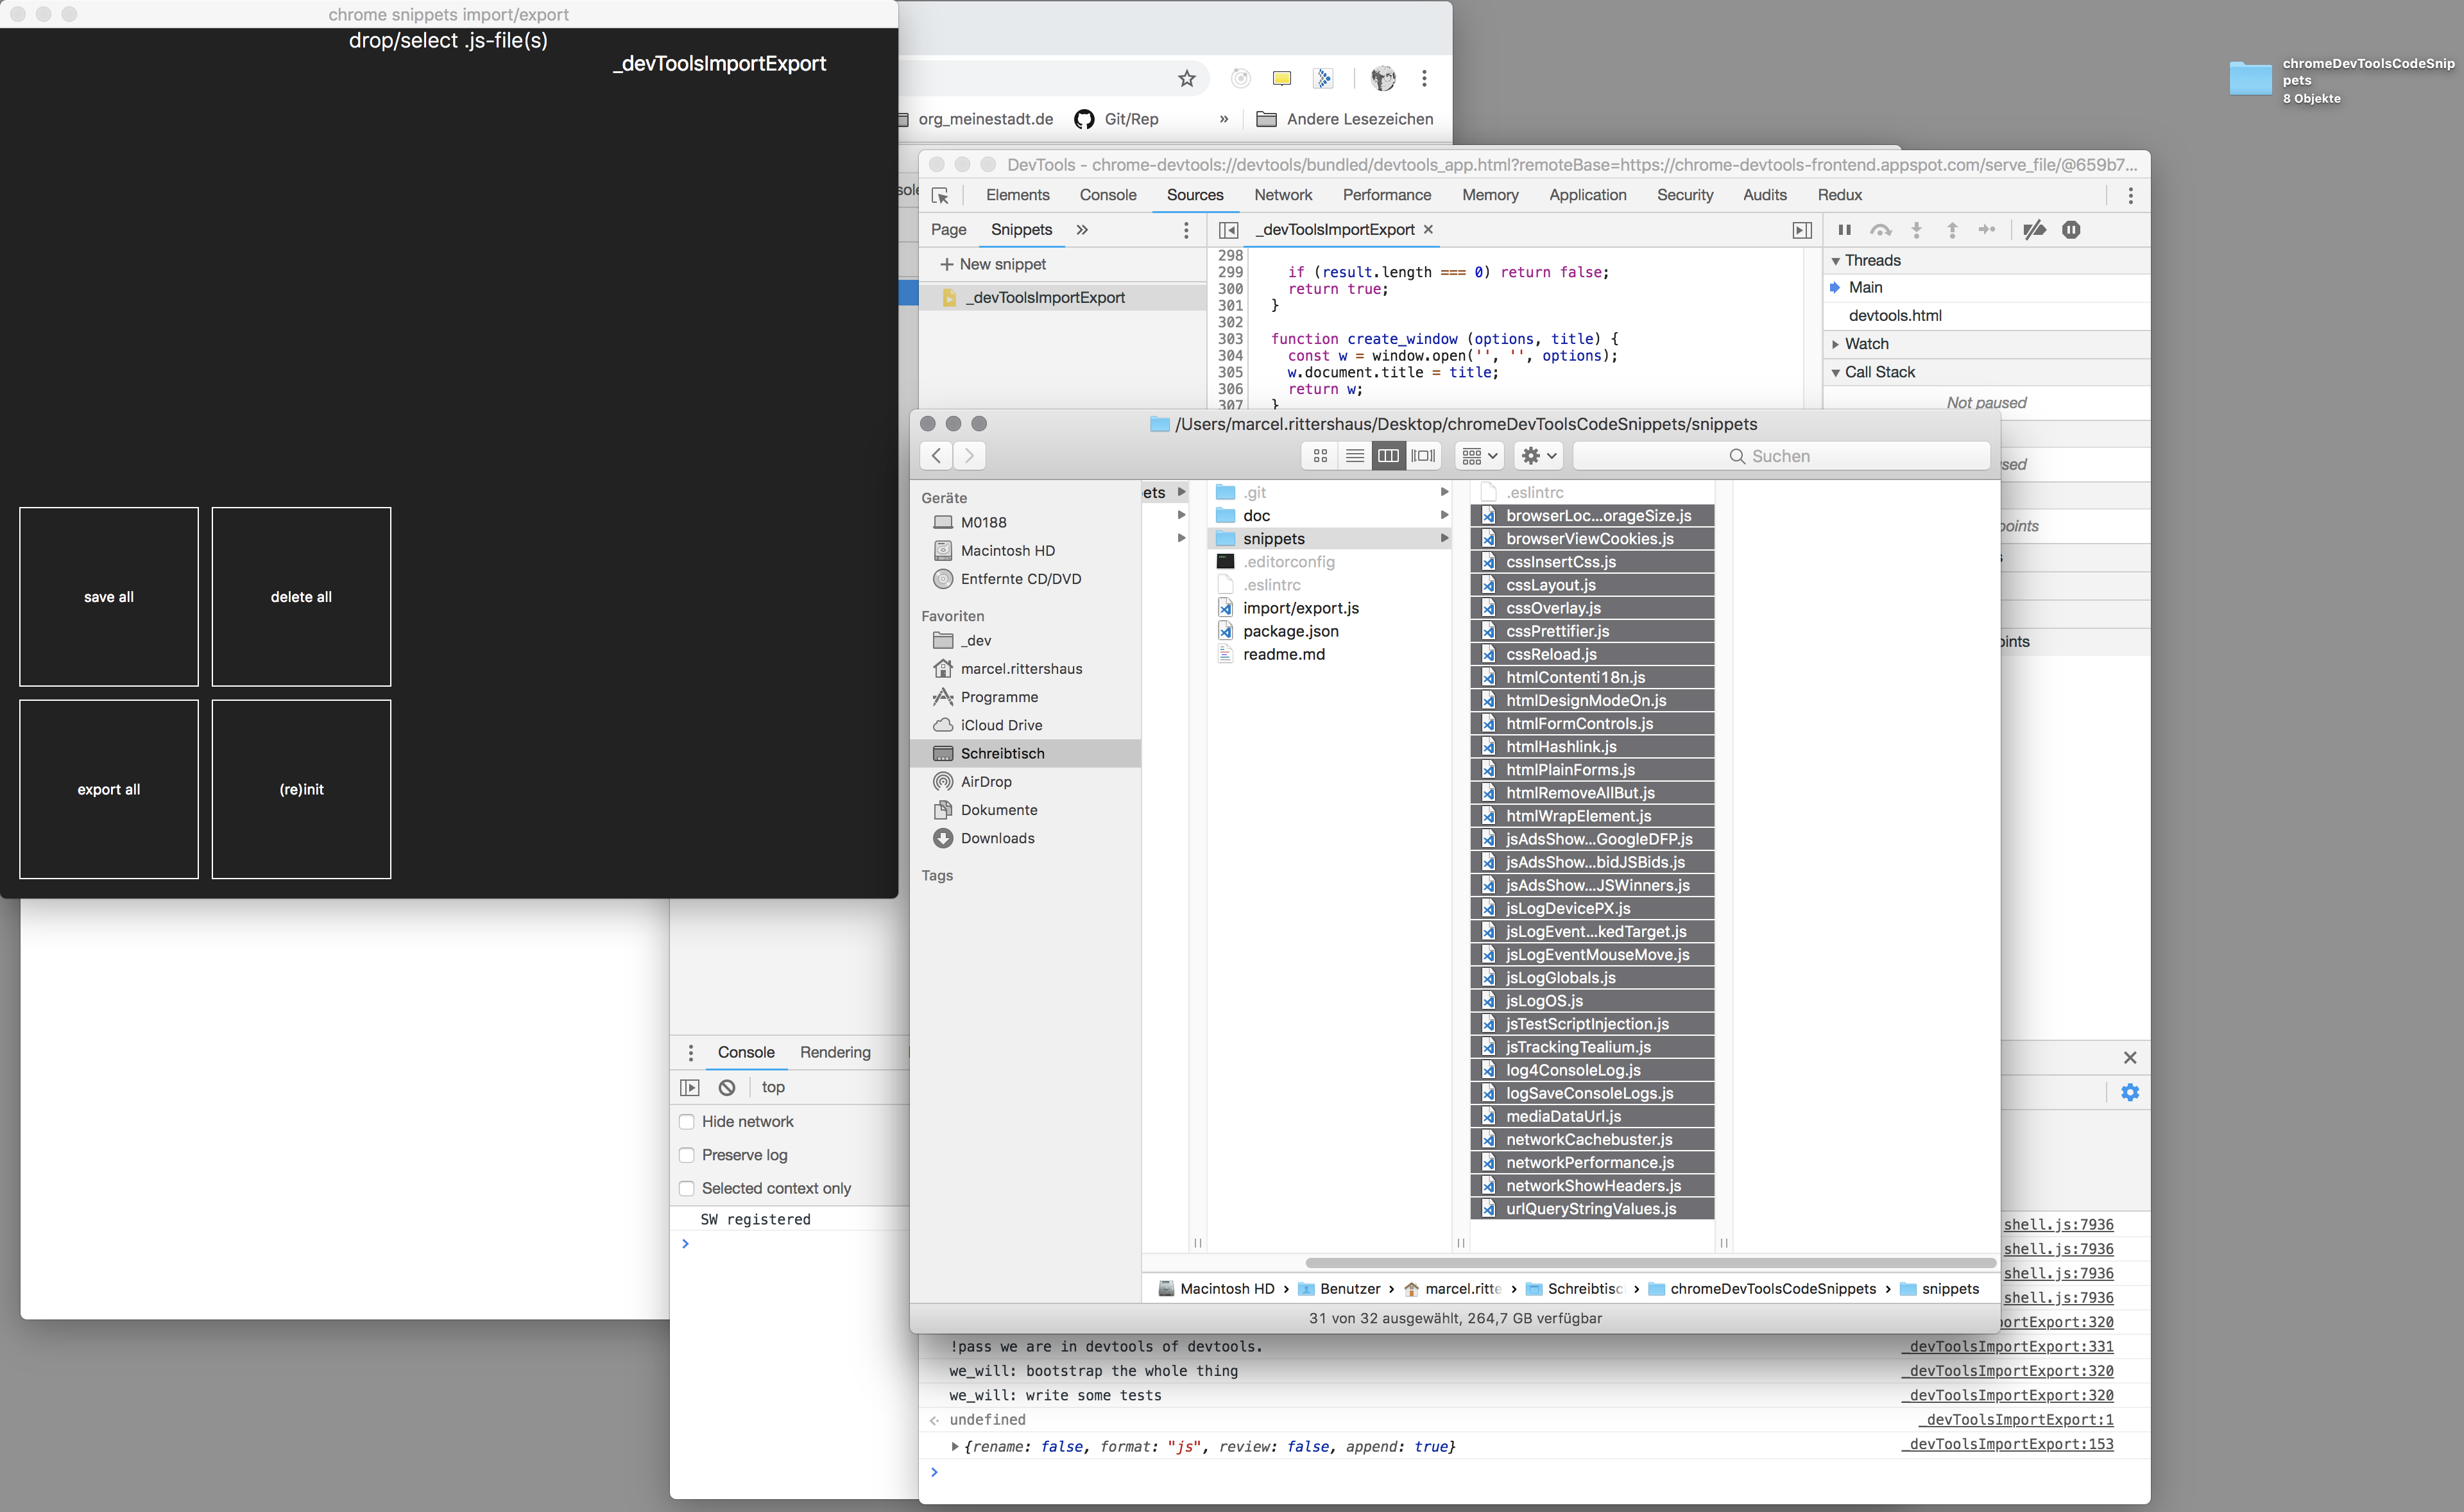 chrome snippets import/export
drop/select .js-file(s)
_devToolsImportExport
save all
delete all
export all
(re)init
org_meinestadt.de
Git/Rep
»
Andere Lesezeichen
chromeDevToolsCodeSnip
pets
8 Objekte
DevTools - chrome-devtools://devtools/bundled/devtools_app.html?remoteBase=https://chrome-devtools-frontend.appspot.com/serve_file/@659b7...
Elements Console Sources Network Performance Memory Application Security Audits Redux
Page Snippets »
_devToolsImportExport ×
+ New snippet
_devToolsImportExport
298
299 if (result.length === 0) return false;
300 return true;
301 }
302
303 function create_window (options, title) {
304 const w = window.open('', '', options);
305 w.document.title = title;
306 return w;
307 }
Threads
Main
devtools.html
Watch
Call Stack
Not paused
/Users/marcel.rittershaus/Desktop/chromeDevToolsCodeSnippets/snippets
Suchen
Geräte
M0188
Macintosh HD
Entfernte CD/DVD
Favoriten
_dev
marcel.rittershaus
Programme
iCloud Drive
Schreibtisch
AirDrop
Dokumente
Downloads
Tags
ets
.git
doc
snippets
.editorconfig
.eslintrc
import/export.js
package.json
readme.md
.eslintrc
browserLoc...orageSize.js
browserViewCookies.js
cssInsertCss.js
cssLayout.js
cssOverlay.js
cssPrettifier.js
cssReload.js
htmlContenti18n.js
htmlDesignModeOn.js
htmlFormControls.js
htmlHashlink.js
htmlPlainForms.js
htmlRemoveAllBut.js
htmlWrapElement.js
jsAdsShow...GoogleDFP.js
jsAdsShow...bidJSBids.js
jsAdsShow...JSWinners.js
jsLogDevicePX.js
jsLogEvent...kedTarget.js
jsLogEventMouseMove.js
jsLogGlobals.js
jsLogOS.js
jsTestScriptInjection.js
jsTrackingTealium.js
log4ConsoleLog.js
logSaveConsoleLogs.js
mediaDataUrl.js
networkCachebuster.js
networkPerformance.js
networkShowHeaders.js
urlQueryStringValues.js
Macintosh HD › Benutzer › marcel.ritte › Schreibtisc › chromeDevToolsCodeSnippets › snippets
31 von 32 ausgewählt, 264,7 GB verfügbar
sed
points
oints
Console Rendering
top
Hide network
Preserve log
Selected context only
SW registered
shell.js:7936
shell.js:7936
shell.js:7936
shell.js:7936
ortExport:320
!pass we are in devtools of devtools. _devToolsImportExport:331
we_will: bootstrap the whole thing _devToolsImportExport:320
we_will: write some tests _devToolsImportExport:320
undefined _devToolsImportExport:1
{rename: false, format: "js", review: false, append: true} _devToolsImportExport:153